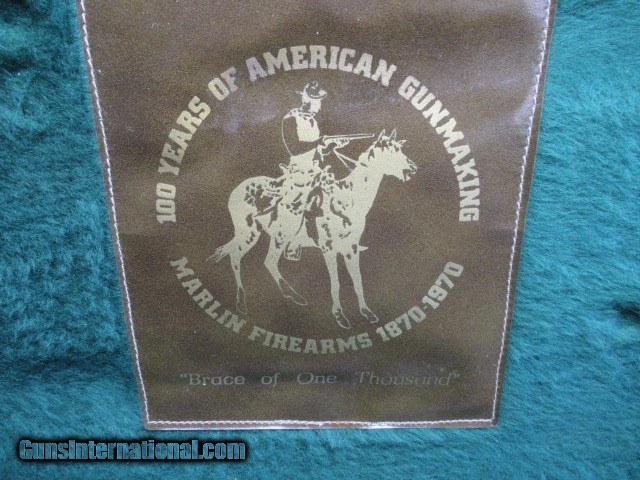 100 YEARS OF AMERICAN GUNMAKING
MARLIN FIREARMS 1870-1970
"Brace of One Thousand"
GunsInternational.com